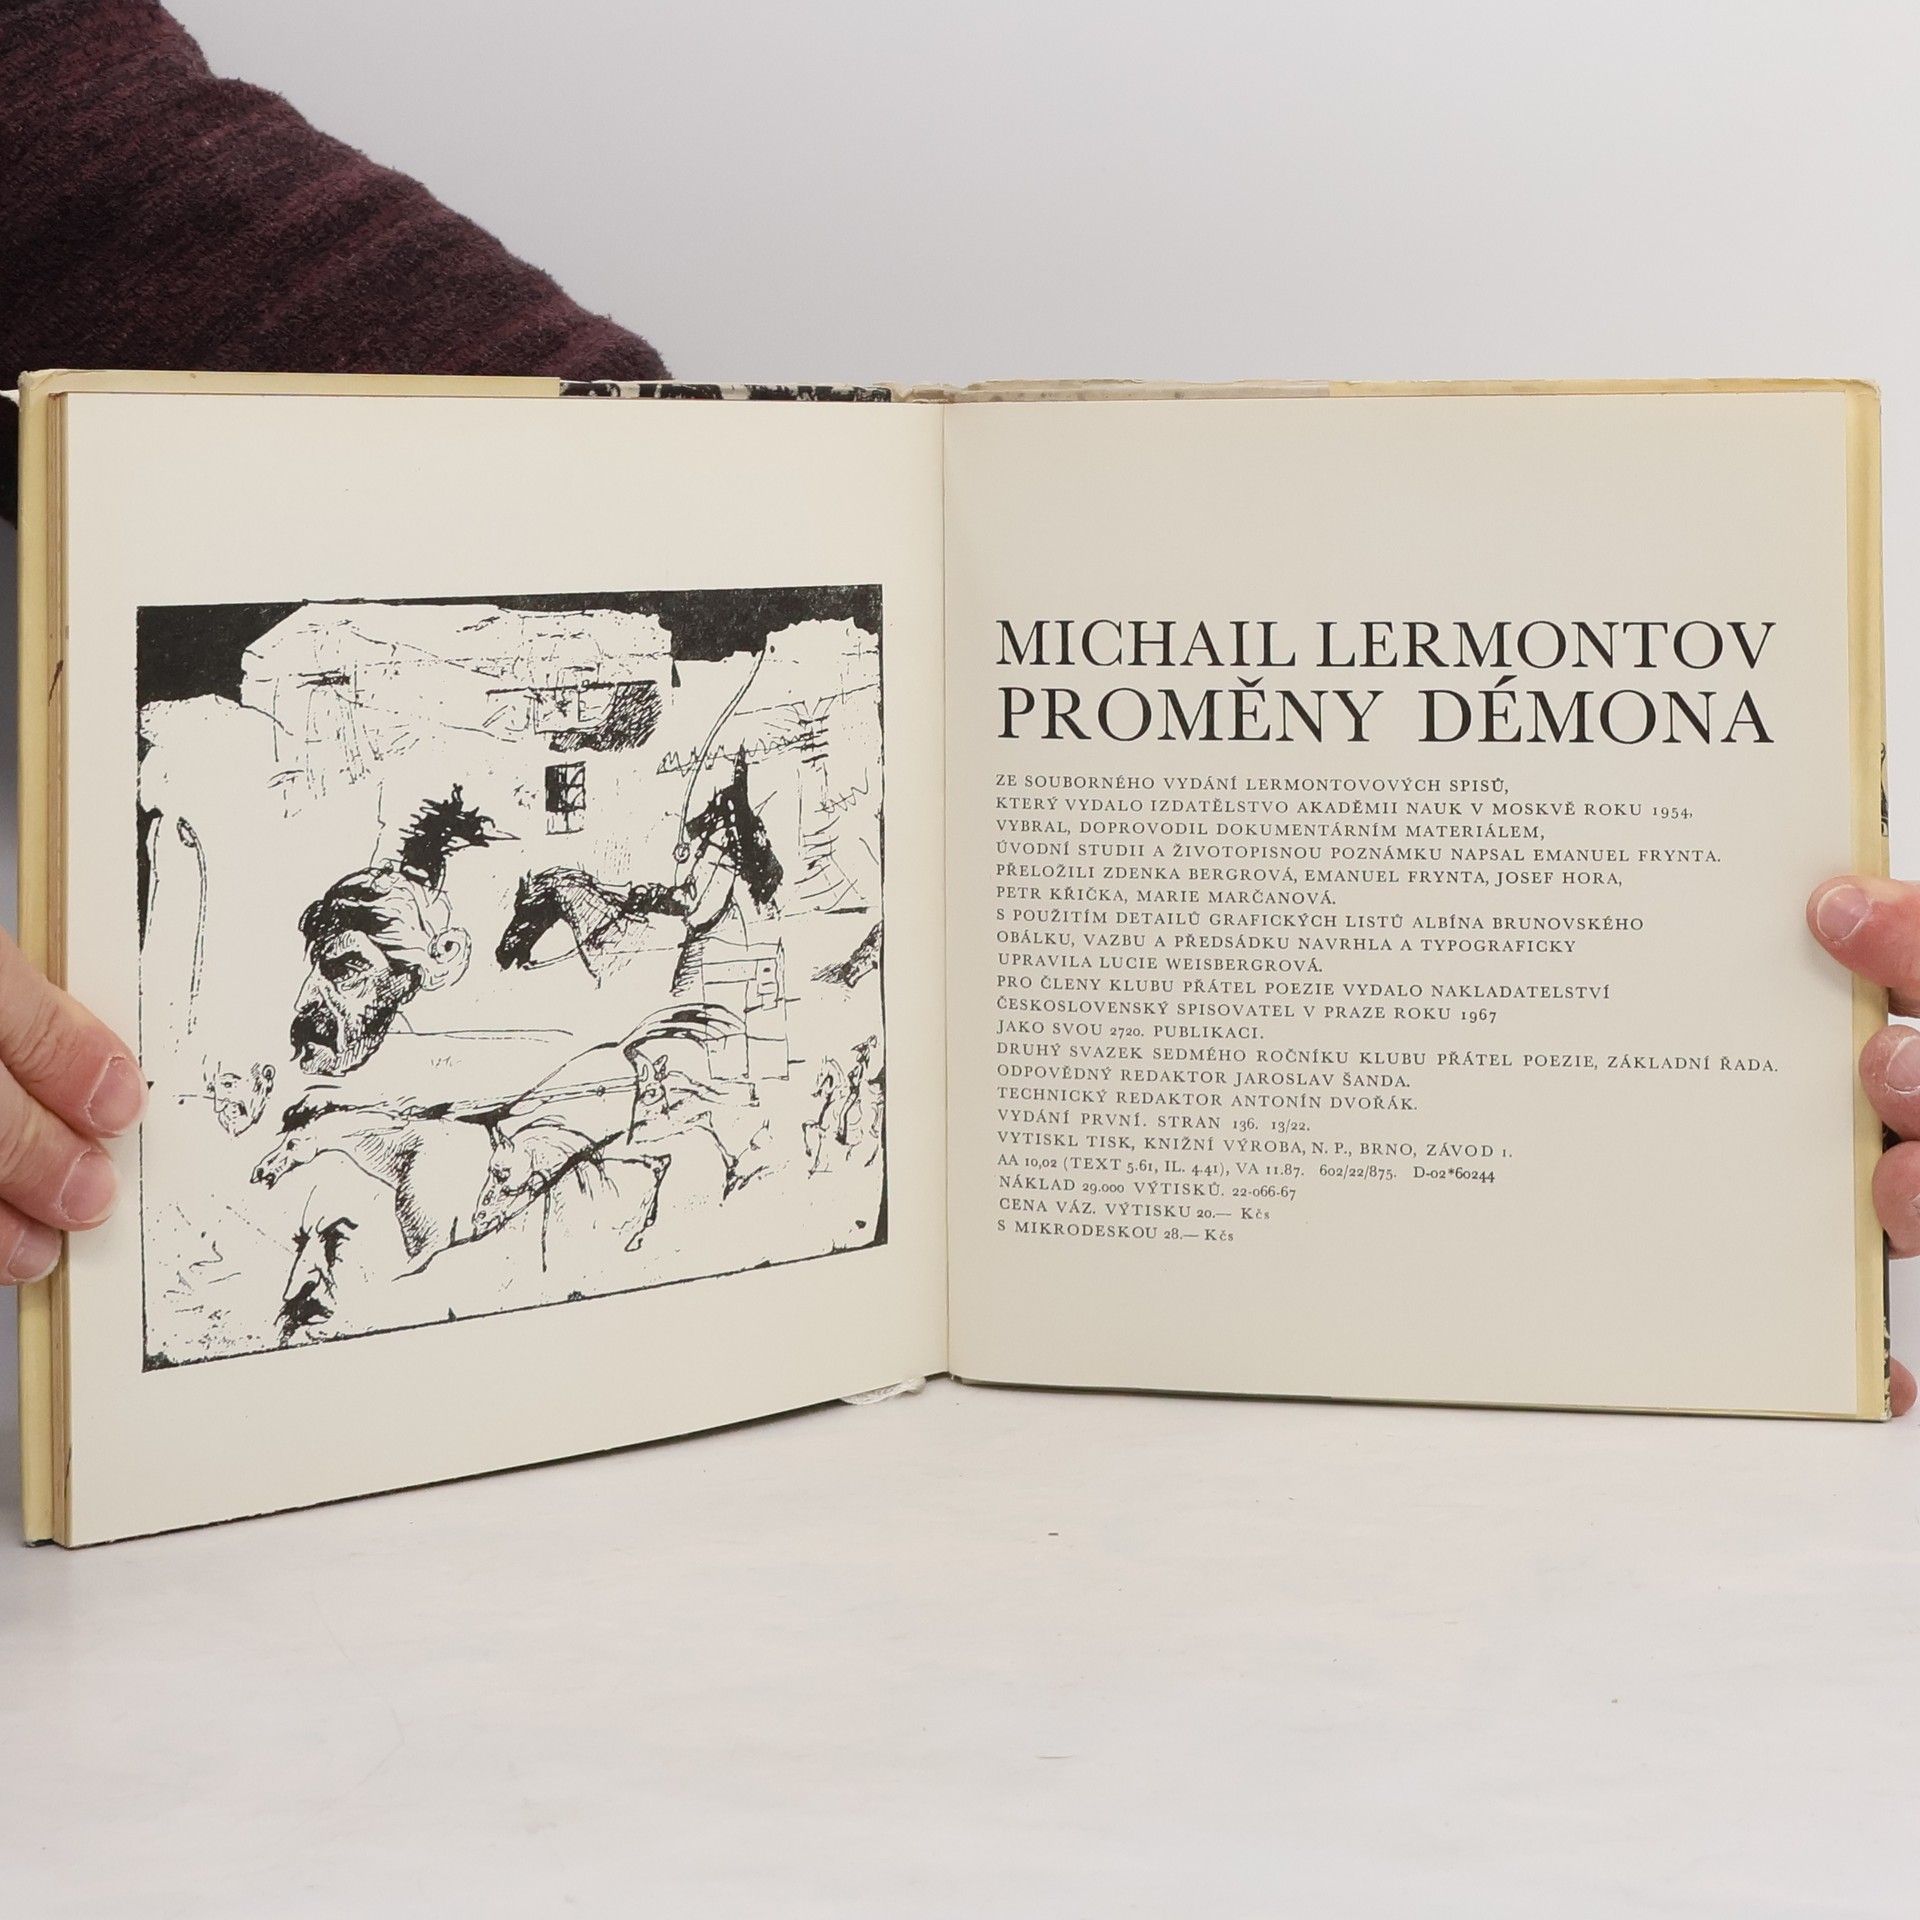 MICHAIL LERMONTOV
PROMĚNY DÉMONA
ZE SOUBORNÉHO VYDÁNÍ LERMONTOVOVÝCH SPISŮ,
KTERÝ VYDALO IZDATĚLSTVO AKADĚMII NAUK V MOSKVĚ ROKU 1954,
VYBRAL, DOPROVODIL DOKUMENTÁRNÍM MATERIÁLEM,
ÚVODNÍ STUDII A ŽIVOTOPISNOU POZNÁMKU NAPSAL EMANUEL FRYNTA.
PŘELOŽILI ZDENKA BERGROVÁ, EMANUEL FRYNTA, JOSEF HORA,
PETR KŘIČKA, MARIE MARČANOVÁ.
S POUŽITÍM DETAILŮ GRAFICKÝCH LISTŮ ALBÍNA BRUNOVSKÉHO
OBÁLKU, VAZBU A PŘEDSÁDKU NAVRHLA A TYPOGRAFICKY
UPRAVILA LUCIE WEISBERGROVÁ.
PRO ČLENY KLUBU PŘÁTEL POEZIE VYDALO NAKLADATELSTVÍ
ČESKOSLOVENSKÝ SPISOVATEL V PRAZE ROKU 1967
JAKO SVOU 2720. PUBLIKACI.
DRUHÝ SVAZEK SEDMÉHO ROČNÍKU KLUBU PŘÁTEL POEZIE, ZÁKLADNÍ ŘADA.
ODPOVĚDNÝ REDAKTOR JAROSLAV ŠANDA.
TECHNICKÝ REDAKTOR ANTONÍN DVOŘÁK.
VYDÁNÍ PRVNÍ. STRAN 136. 13/22.
VYTISKL TISK, KNIŽNÍ VÝROBA, N. P., BRNO, ZÁVOD 1.
AA 10,02 (TEXT 5.61, IL. 4.41), VA 11.87. 602/22/875. D-02*60244
NÁKLAD 29.000 VÝTISKŮ. 22-066-67
CENA VÁZ. VÝTISKU 20.— Kčs
S MIKRODESKOU 28.— Kčs